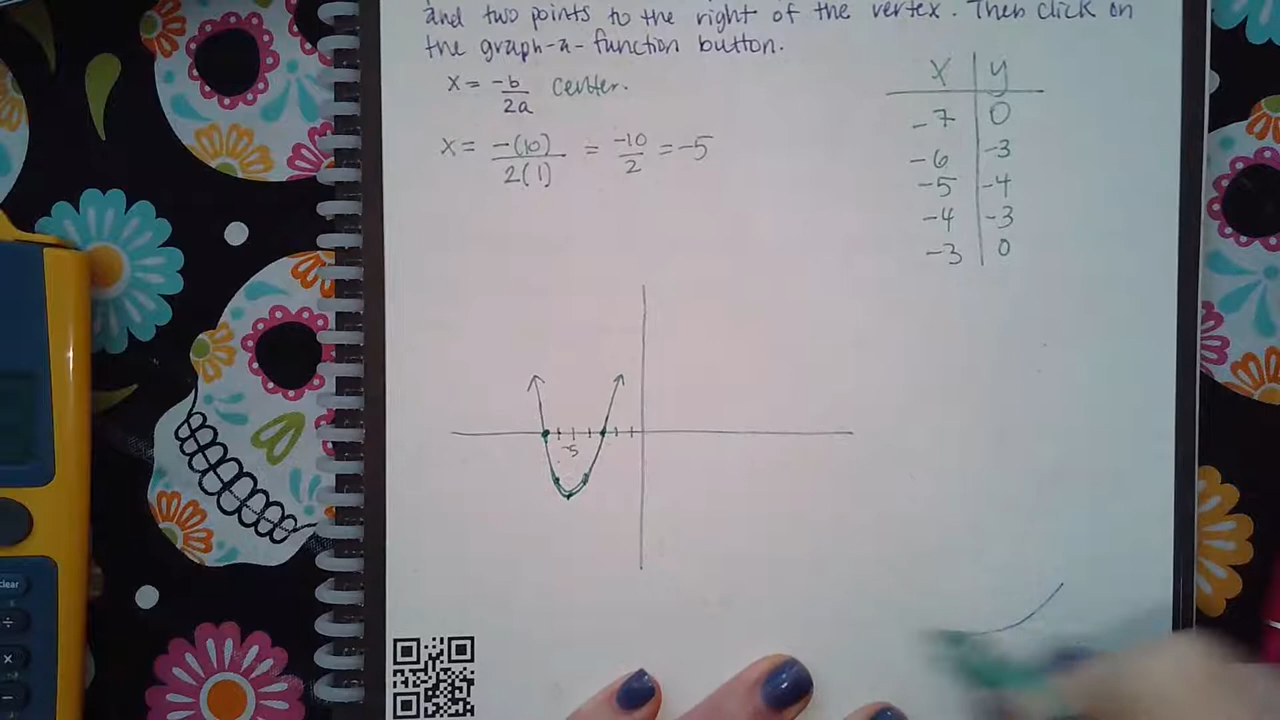 and two points to the right of the vertex. Then click on
the graph-a-function button.
x = -b/2a center.
x = -(10)/2(1) = -10/2 = -5
x | y
-7 | 0
-6 | -3
-5 | -4
-4 | -3
-3 | 0
-5
clear
÷
×
−